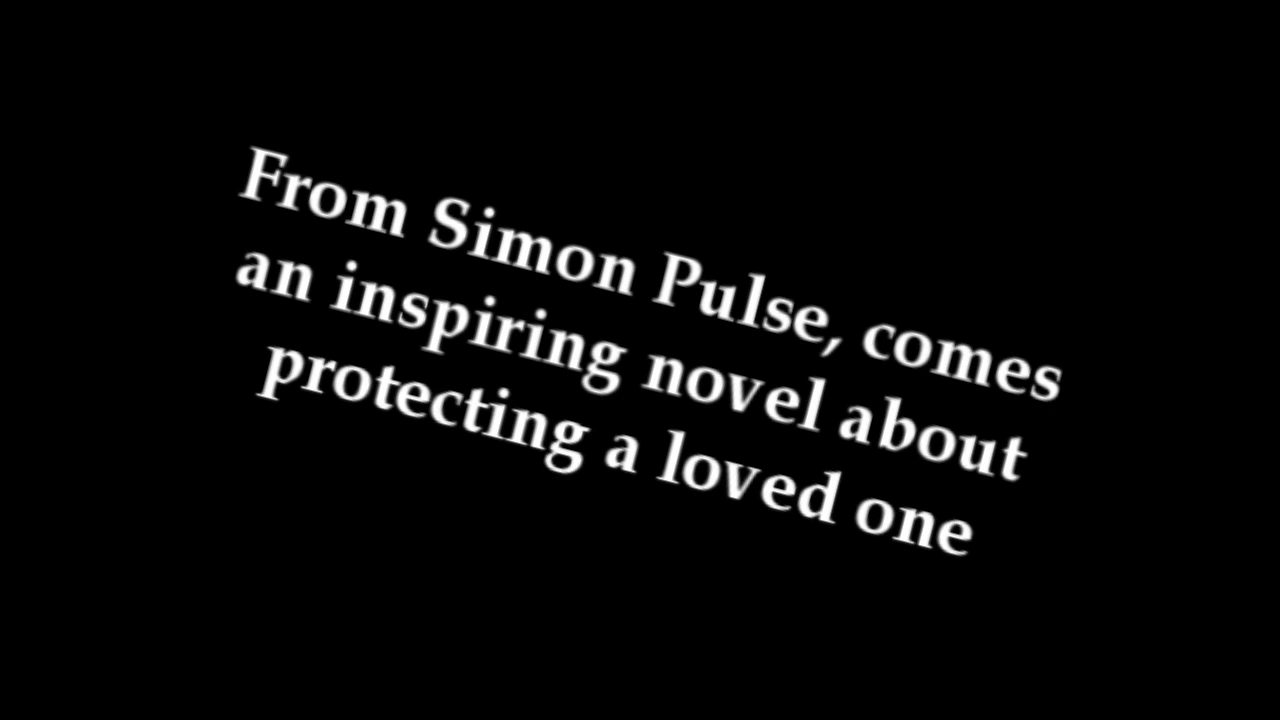 From Simon Pulse, comes
an inspiring novel about
protecting a loved one